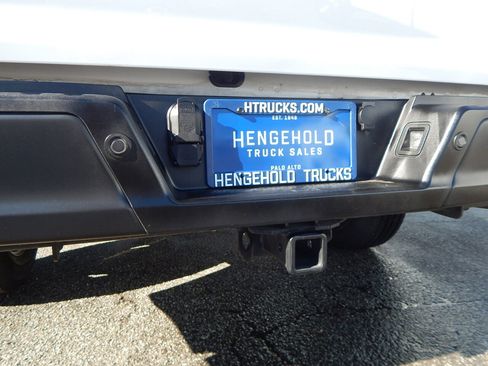 HTRUCKS.COM
EST. 1948
HENGEHOLD
TRUCK SALES
PALO ALTO
HENGEHOLD TRUCKS